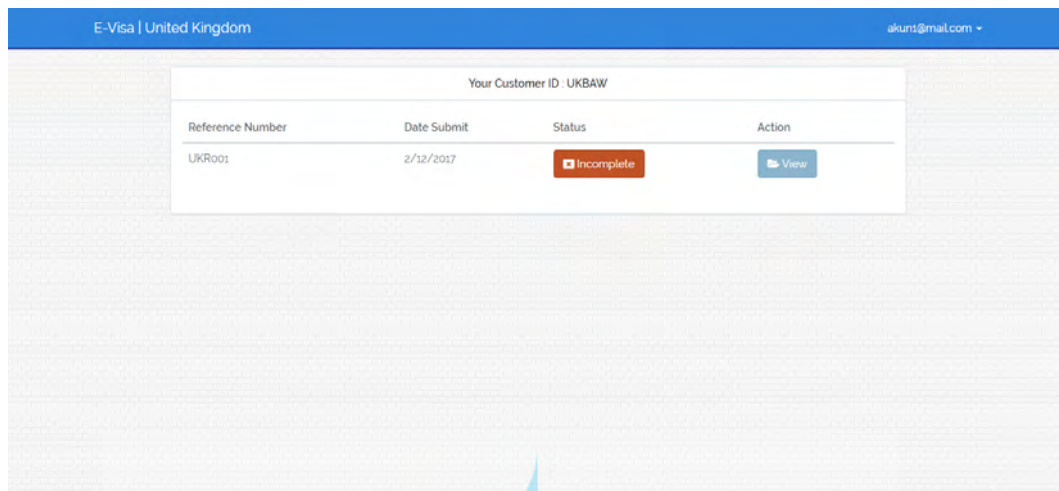 E-Visa | United Kingdom akun1@mail.com
Your Customer ID : UKBAW
Reference Number Date Submit Status Action
UKR001 2/12/2017 Incomplete View